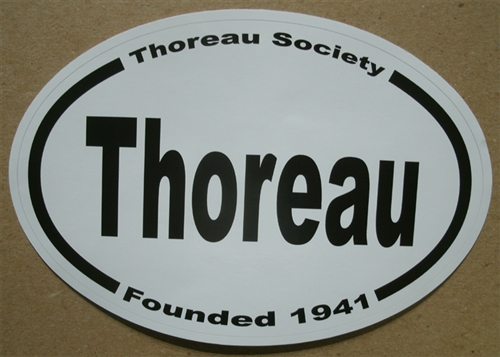 Thoreau Society
Thoreau
Founded 1941